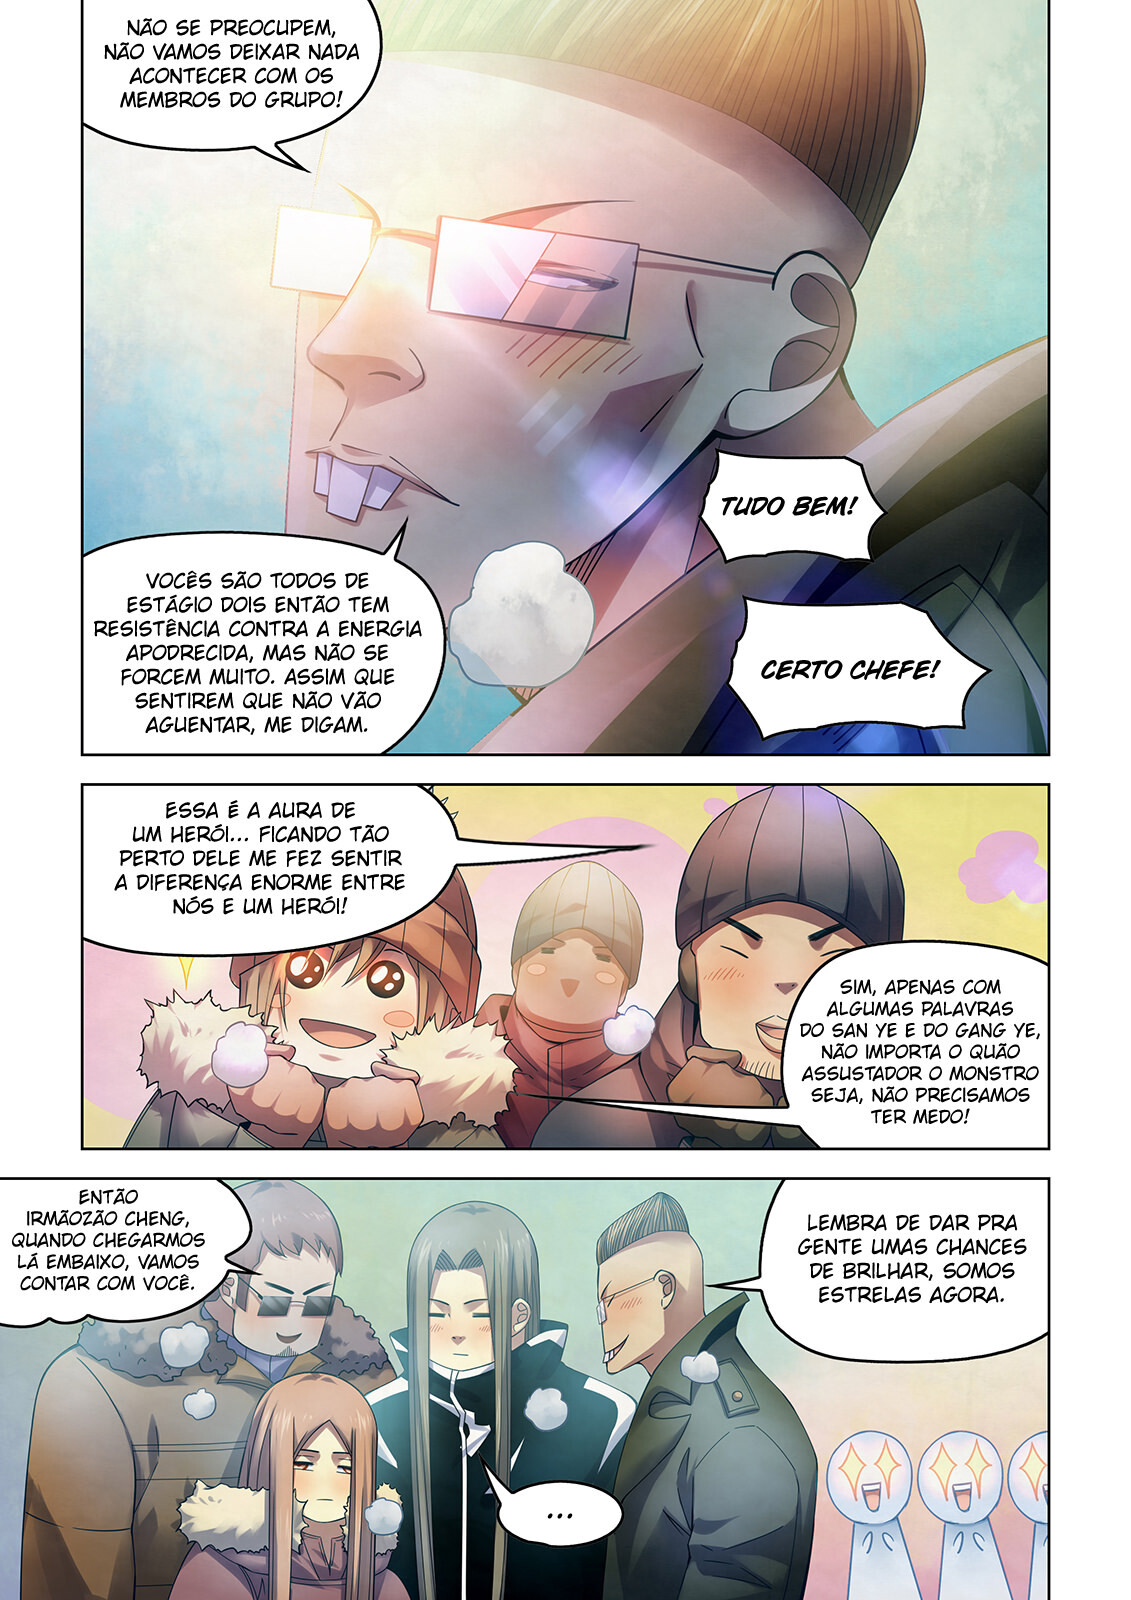 NÃO SE PREOCUPEM,
NÃO VAMOS DEIXAR NADA
ACONTECER COM OS
MEMBROS DO GRUPO!
TUDO BEM!
VOCÊS SÃO TODOS DE
ESTÁGIO DOIS ENTÃO TEM
RESISTÊNCIA CONTRA A ENERGIA
APODRECIDA, MAS NÃO SE
FORCEM MUITO. ASSIM QUE
SENTIREM QUE NÃO VÃO
AGUENTAR, ME DIGAM.
CERTO CHEFE!
ESSA É A AURA DE
UM HERÓI... FICANDO TÃO
PERTO DELE ME FEZ SENTIR
A DIFERENÇA ENORME ENTRE
NÓS E UM HERÓI!
SIM, APENAS COM
ALGUMAS PALAVRAS
DO SAN YE E DO GANG YE,
NÃO IMPORTA O QUÃO
ASSUSTADOR O MONSTRO
SEJA, NÃO PRECISAMOS
TER MEDO!
ENTÃO
IRMÃOZÃO CHENG,
QUANDO CHEGARMOS
LÁ EMBAIXO, VAMOS
CONTAR COM VOCÊ.
LEMBRA DE DAR PRA
GENTE UMAS CHANCES
DE BRILHAR, SOMOS
ESTRELAS AGORA.
...